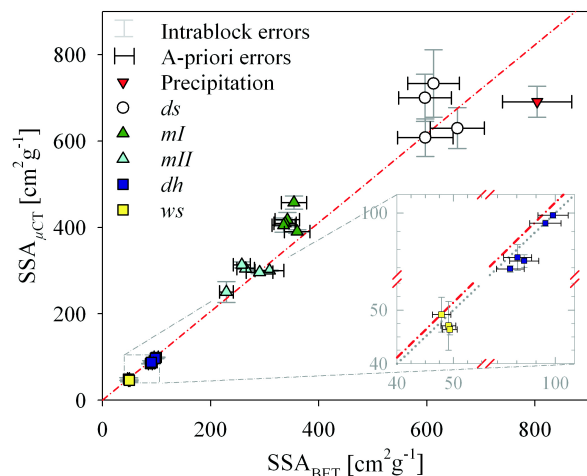 900
800
600
400
200
0
0
200
400
600
800
SSAμCT [cm²g⁻¹]
SSABET [cm²g⁻¹]
Intrablock errors
A-priori errors
Precipitation
ds
mI
mII
dh
ws
100
50
40
40
50
100